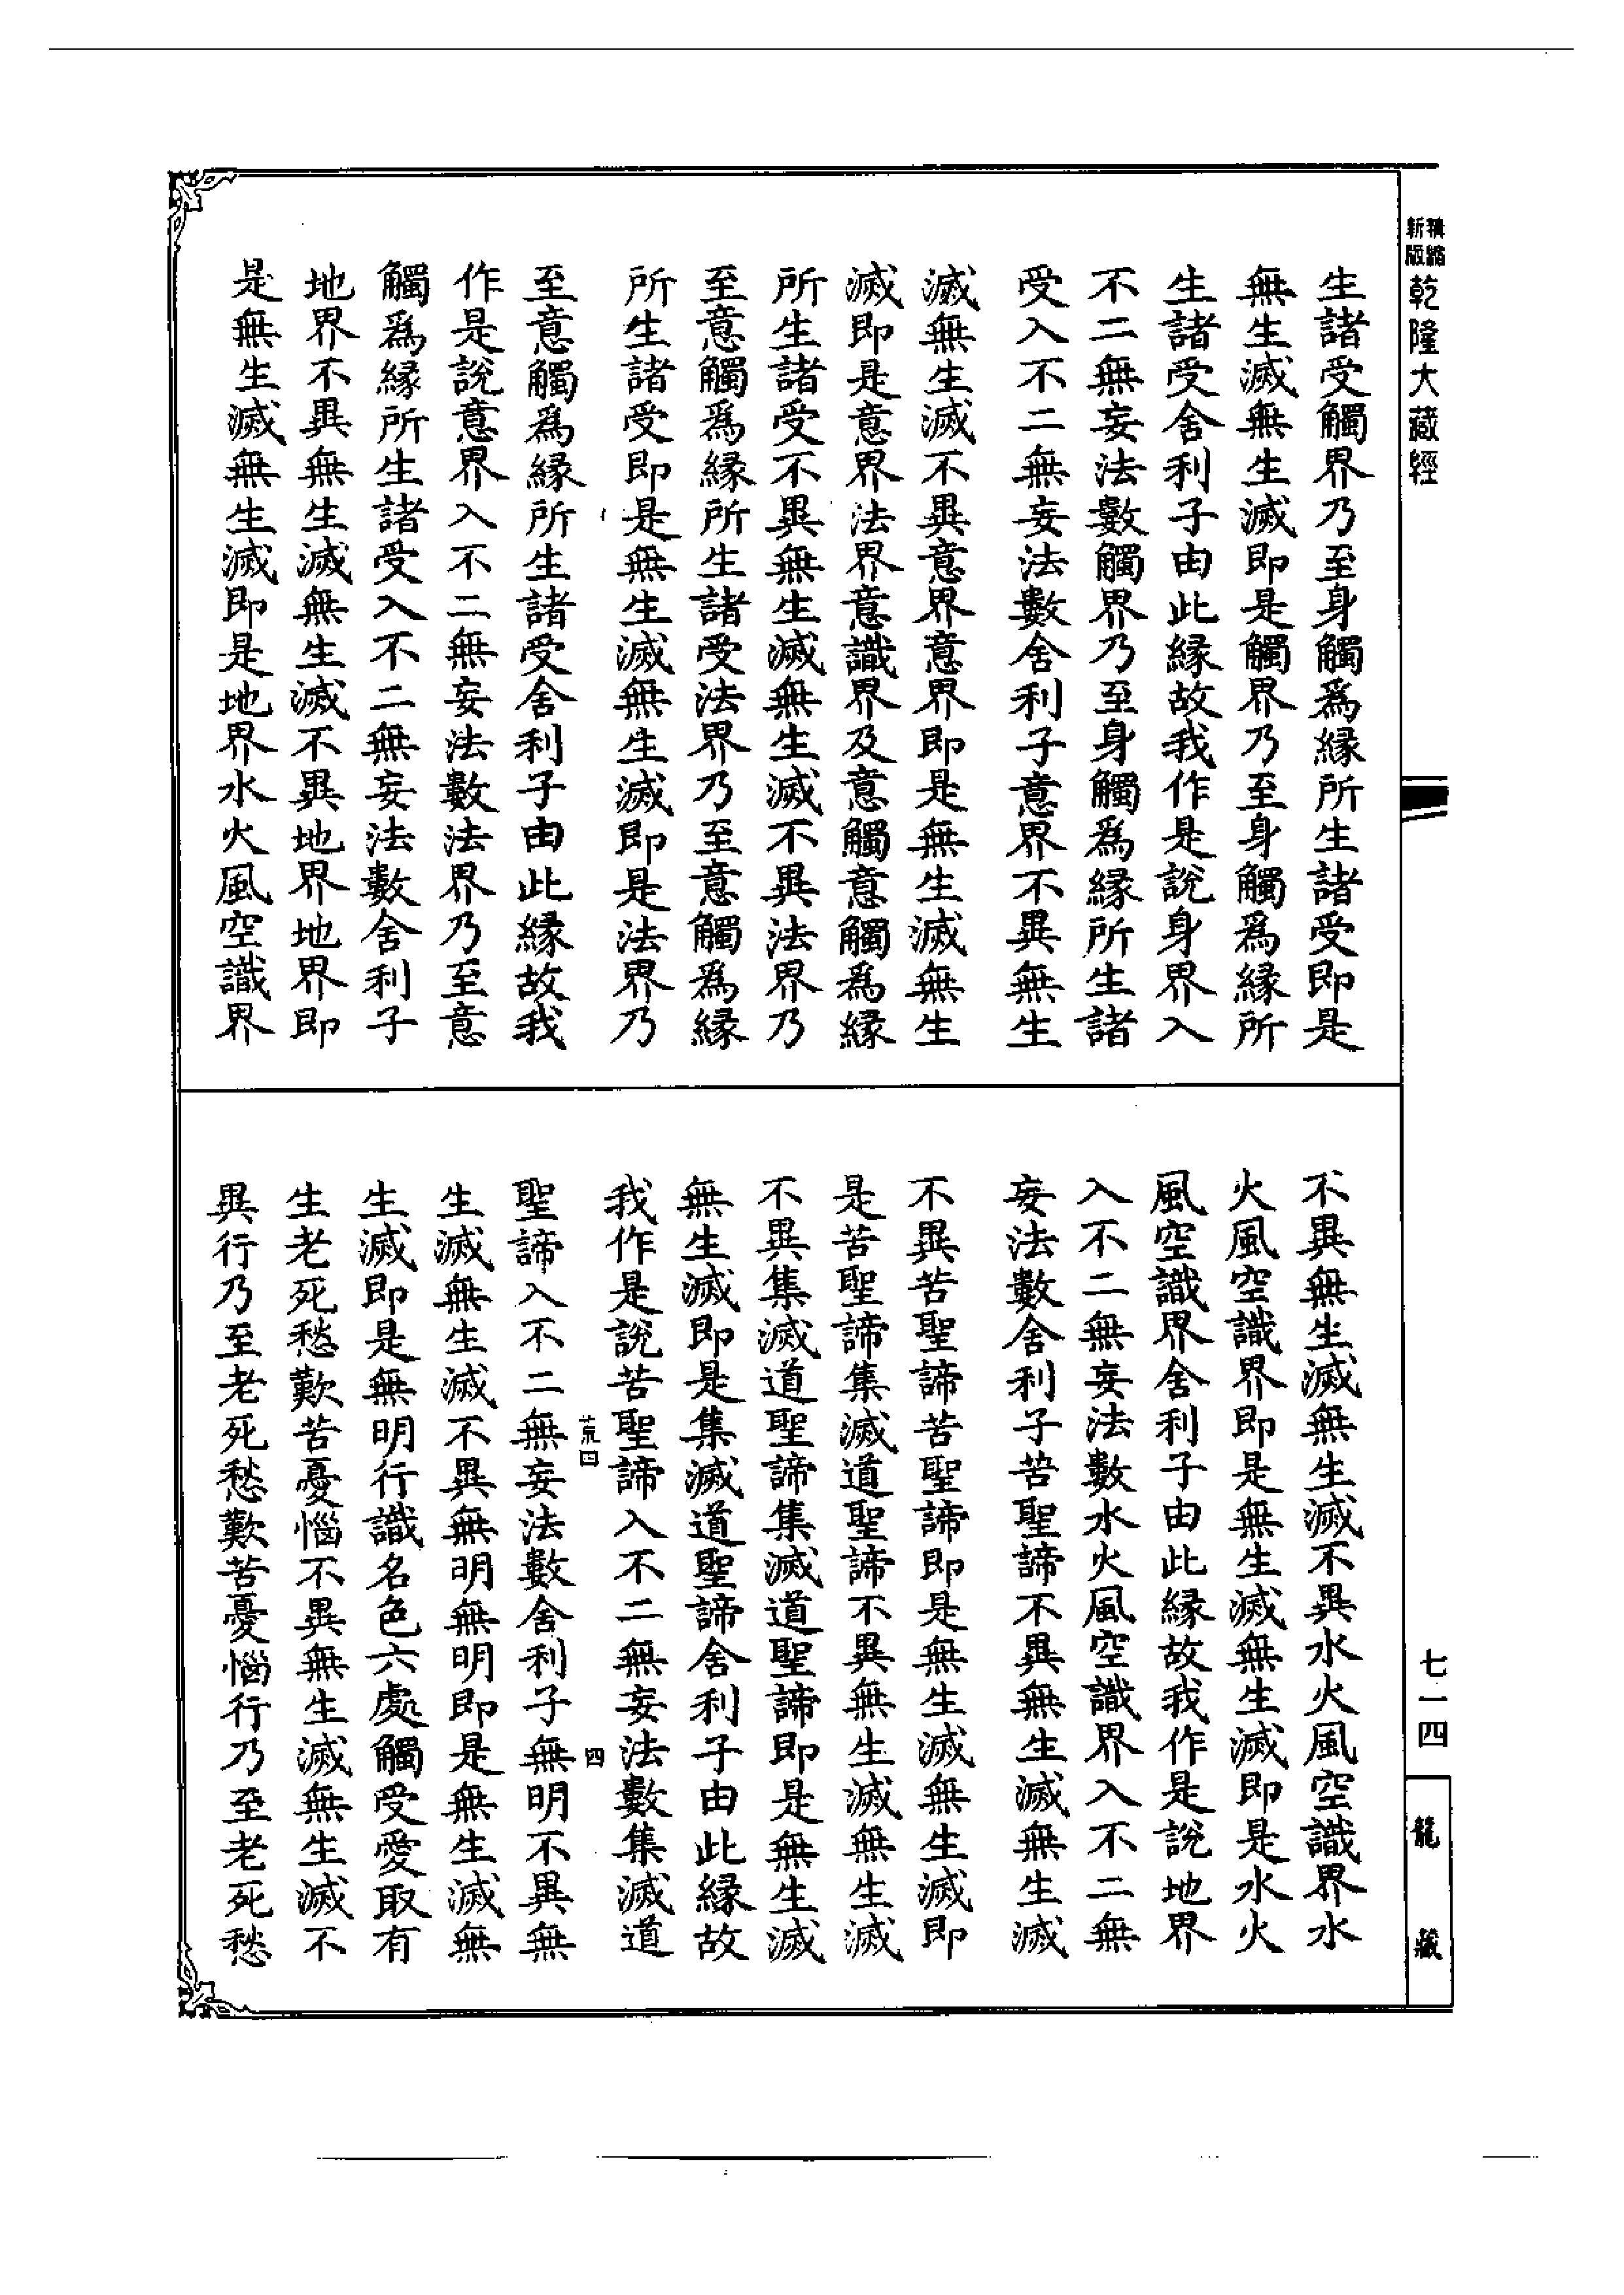 精縮
新版
乾隆大藏經
生諸受觸界乃至身觸爲緣所生諸受即是
無生滅無生滅即是觸界乃至身觸爲緣所
生諸受舍利子由此緣故我作是說身界入
不二無妄法數觸界乃至身觸爲緣所生諸
受入不二無妄法數舍利子意界不異無生
滅無生滅不異意界意界即是無生滅無生
滅即是意界法界意識界及意觸意觸爲緣
所生諸受不異無生滅無生滅不異法界乃
至意觸爲緣所生諸受法界乃至意觸爲緣
所生諸受即是無生滅無生滅即是法界乃
至意觸爲緣所生諸受舍利子由此緣故我
作是說意界入不二無妄法數法界乃至意
觸爲緣所生諸受入不二無妄法數舍利子
地界不異無生滅無生滅不異地界地界即
是無生滅無生滅即是地界水火風空識界
不異無生滅無生滅不異水火風空識界水
火風空識界即是無生滅無生滅即是水火
風空識界舍利子由此緣故我作是說地界
入不二無妄法數水火風空識界入不二無
妄法數舍利子苦聖諦不異無生滅無生滅
不異苦聖諦苦聖諦即是無生滅無生滅即
是苦聖諦集滅道聖諦不異無生滅無生滅
不異集滅道聖諦集滅道聖諦即是無生滅
無生滅即是集滅道聖諦舍利子由此緣故
我作是說苦聖諦入不二無妄法數集滅道
荒四
四
聖諦入不二無妄法數舍利子無明不異無
生滅無生滅不異無明無明即是無生滅無
生滅即是無明行識名色六處觸受愛取有
生老死愁歎苦憂惱不異無生滅無生滅不
異行乃至老死愁歎苦憂惱行乃至老死愁
七一四
龍藏